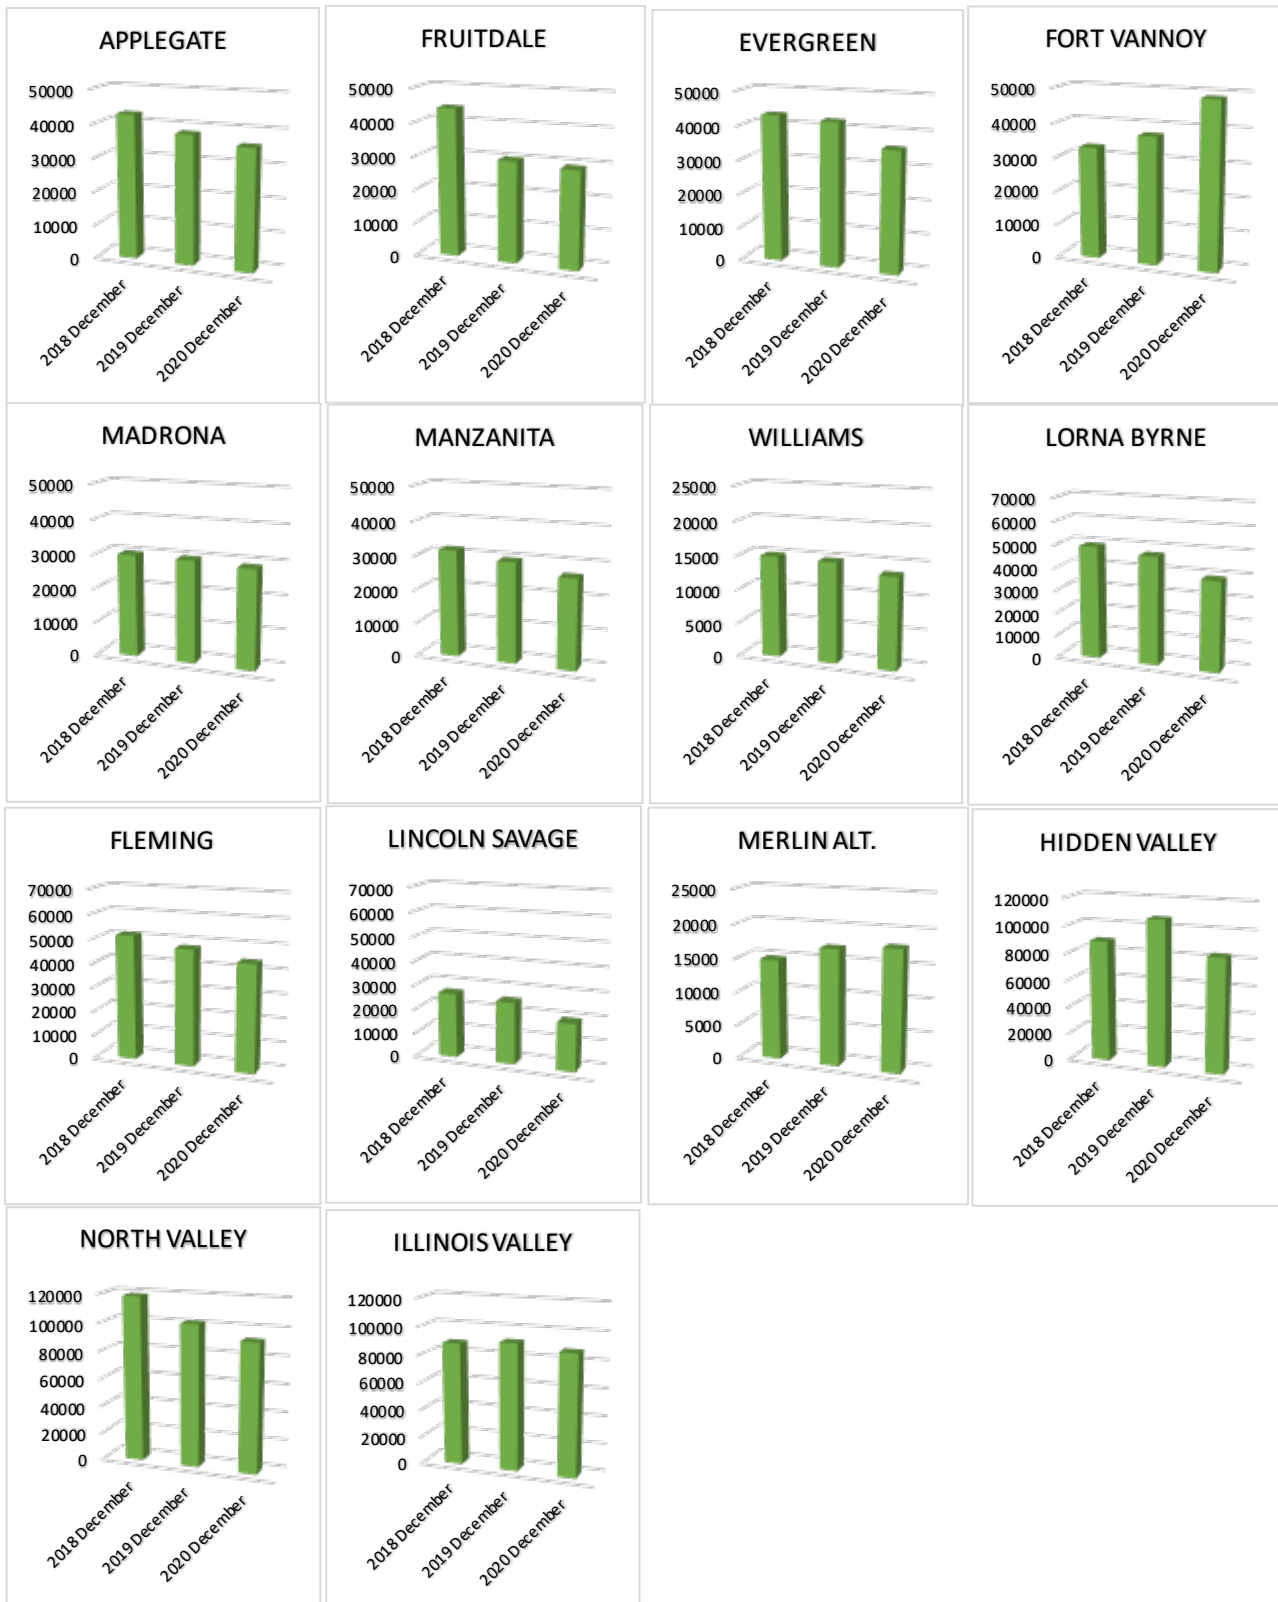 APPLEGATE
50000
40000
30000
20000
10000
0
2018 December
2019 December
2020 December
FRUITDALE
50000
40000
30000
20000
10000
0
2018 December
2019 December
2020 December
EVERGREEN
50000
40000
30000
20000
10000
0
2018 December
2019 December
2020 December
FORT VANNOY
50000
40000
30000
20000
10000
0
2018 December
2019 December
2020 December
MADRONA
50000
40000
30000
20000
10000
0
2018 December
2019 December
2020 December
MANZANITA
50000
40000
30000
20000
10000
0
2018 December
2019 December
2020 December
WILLIAMS
25000
20000
15000
10000
5000
0
2018 December
2019 December
2020 December
LORNA BYRNE
70000
60000
50000
40000
30000
20000
10000
0
2018 December
2019 December
2020 December
FLEMING
70000
60000
50000
40000
30000
20000
10000
0
2018 December
2019 December
2020 December
LINCOLN SAVAGE
70000
60000
50000
40000
30000
20000
10000
0
2018 December
2019 December
2020 December
MERLIN ALT.
25000
20000
15000
10000
5000
0
2018 December
2019 December
2020 December
HIDDEN VALLEY
120000
100000
80000
60000
40000
20000
0
2018 December
2019 December
2020 December
NORTH VALLEY
120000
100000
80000
60000
40000
20000
0
2018 December
2019 December
2020 December
ILLINOIS VALLEY
120000
100000
80000
60000
40000
20000
0
2018 December
2019 December
2020 December